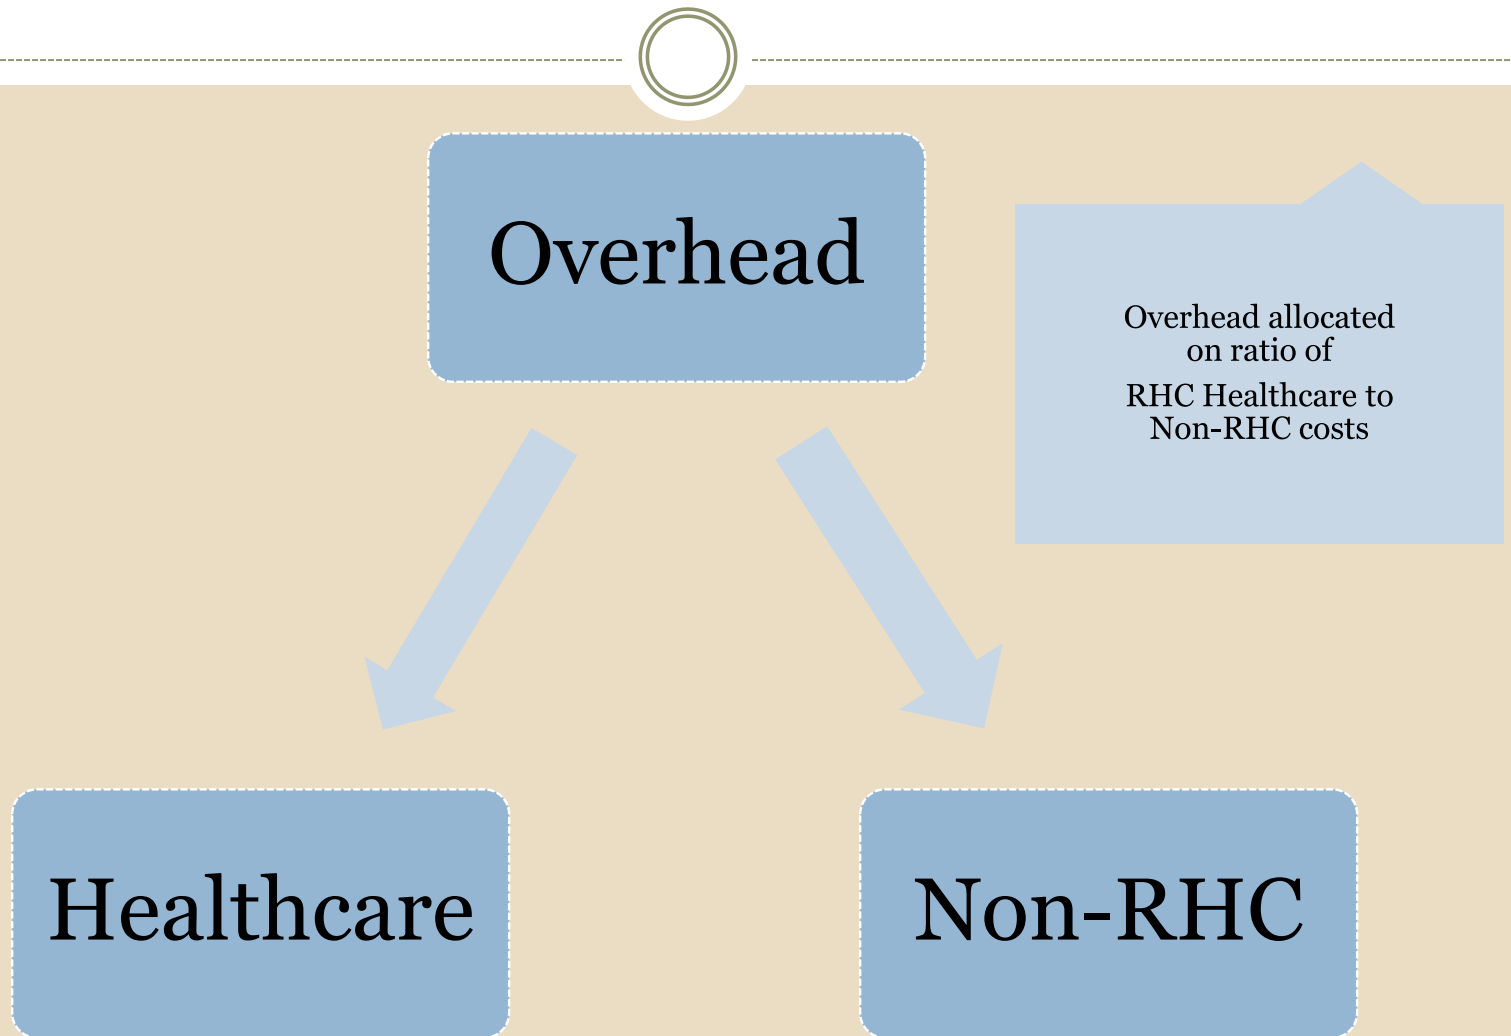 Overhead
Overhead allocated
on ratio of
RHC Healthcare to
Non-RHC costs
Healthcare
Non-RHC